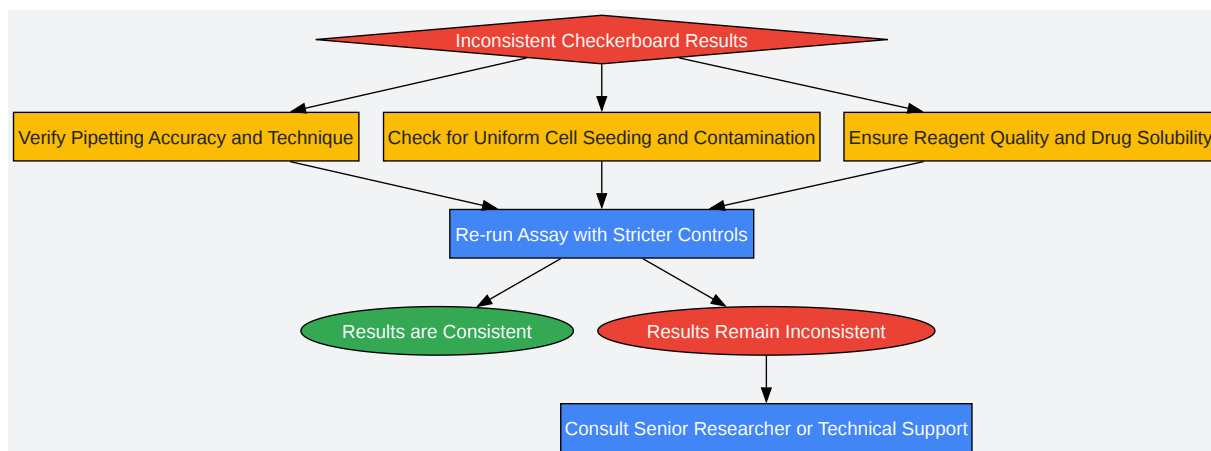 Inconsistent Checkerboard Results
Verify Pipetting Accuracy and Technique
Check for Uniform Cell Seeding and Contamination
Ensure Reagent Quality and Drug Solubility
Re-run Assay with Stricter Controls
Results are Consistent
Results Remain Inconsistent
Consult Senior Researcher or Technical Support